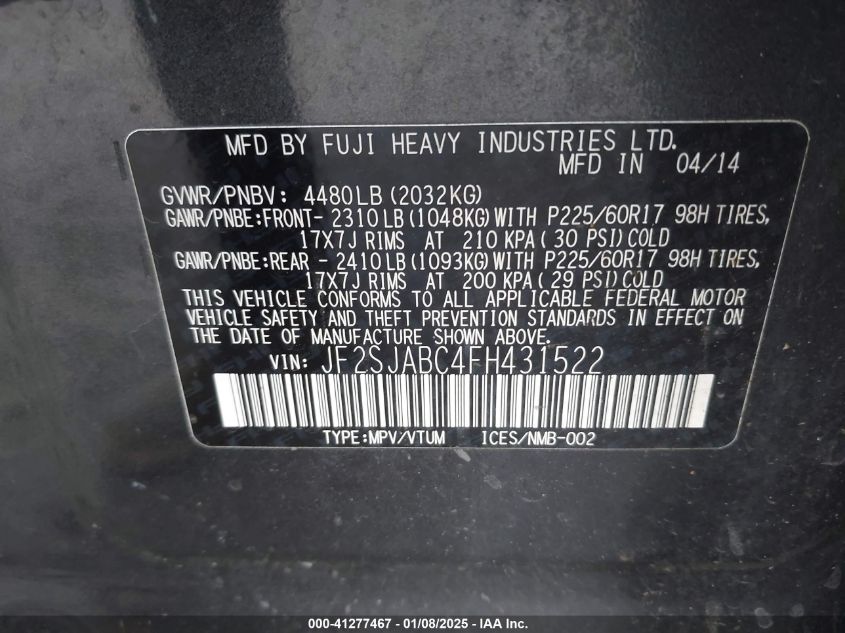 MFD BY FUJI HEAVY INDUSTRIES LTD.
MFD IN 04/14
GVWR/PNBV: 4480LB (2032KG)
GAWR/PNBE:FRONT- 2310LB (1048KG) WITH P225/60R17 98H TIRES,
17X7J RIMS AT 210 KPA ( 30 PSI) COLD
GAWR/PNBE:REAR - 2410LB (1093KG) WITH P225/60R17 98H TIRES,
17X7J RIMS AT 200 KPA ( 29 PSI) COLD
THIS VEHICLE CONFORMS TO ALL APPLICABLE FEDERAL MOTOR
VEHICLE SAFETY AND THEFT PREVENTION STANDARDS IN EFFECT ON
THE DATE OF MANUFACTURE SHOWN ABOVE.
VIN: JF2SJABC4FH431522
TYPE:MPV/VTUM ICES/NMB-002
000-41277467 - 01/08/2025 - IAA Inc.